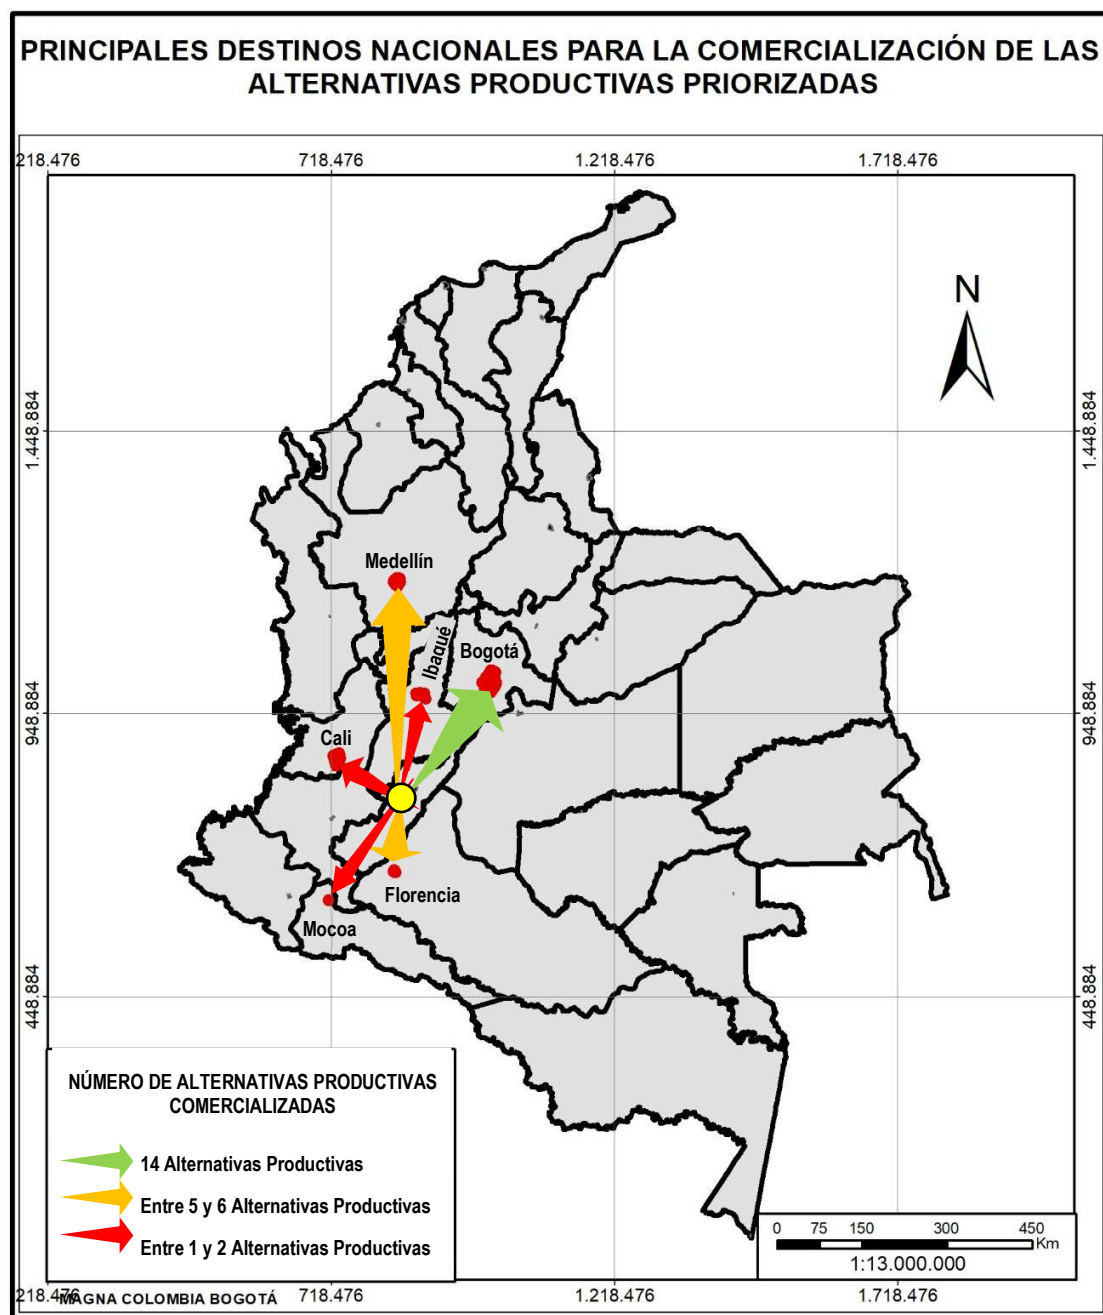 PRINCIPALES DESTINOS NACIONALES PARA LA COMERCIALIZACIÓN DE LAS
ALTERNATIVAS PRODUCTIVAS PRIORIZADAS
218.476
718.476
1.218.476
1.718.476
N
1.448.884
1.448.884
Medellín
Ibagué
Bogotá
948.884
948.884
Cali
Florencia
Mocoa
448.884
448.884
NÚMERO DE ALTERNATIVAS PRODUCTIVAS
COMERCIALIZADAS
14 Alternativas Productivas
Entre 5 y 6 Alternativas Productivas
Entre 1 y 2 Alternativas Productivas
0 75 150 300 450
Km
1:13.000.000
218.476
718.476
1.218.476
1.718.476
MAGNA COLOMBIA BOGOTÁ